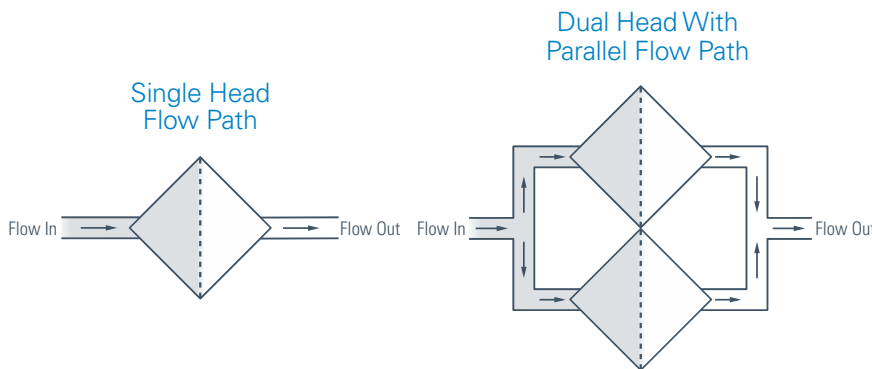 Single Head
Flow Path
Flow In
Flow Out
Dual Head With
Parallel Flow Path
Flow In
Flow Out